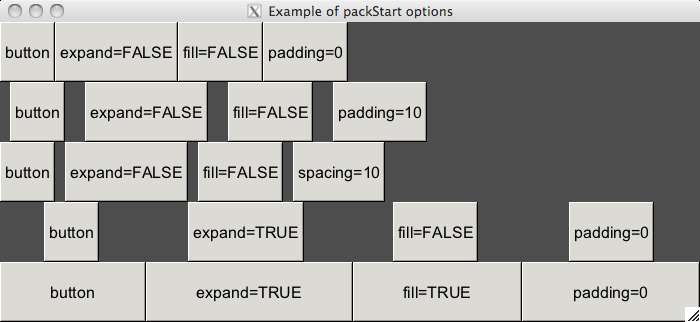 Example of packStart options
button expand=FALSE fill=FALSE padding=0
button expand=FALSE fill=FALSE padding=10
button expand=FALSE fill=FALSE spacing=10
button expand=TRUE fill=FALSE padding=0
button expand=TRUE fill=TRUE padding=0